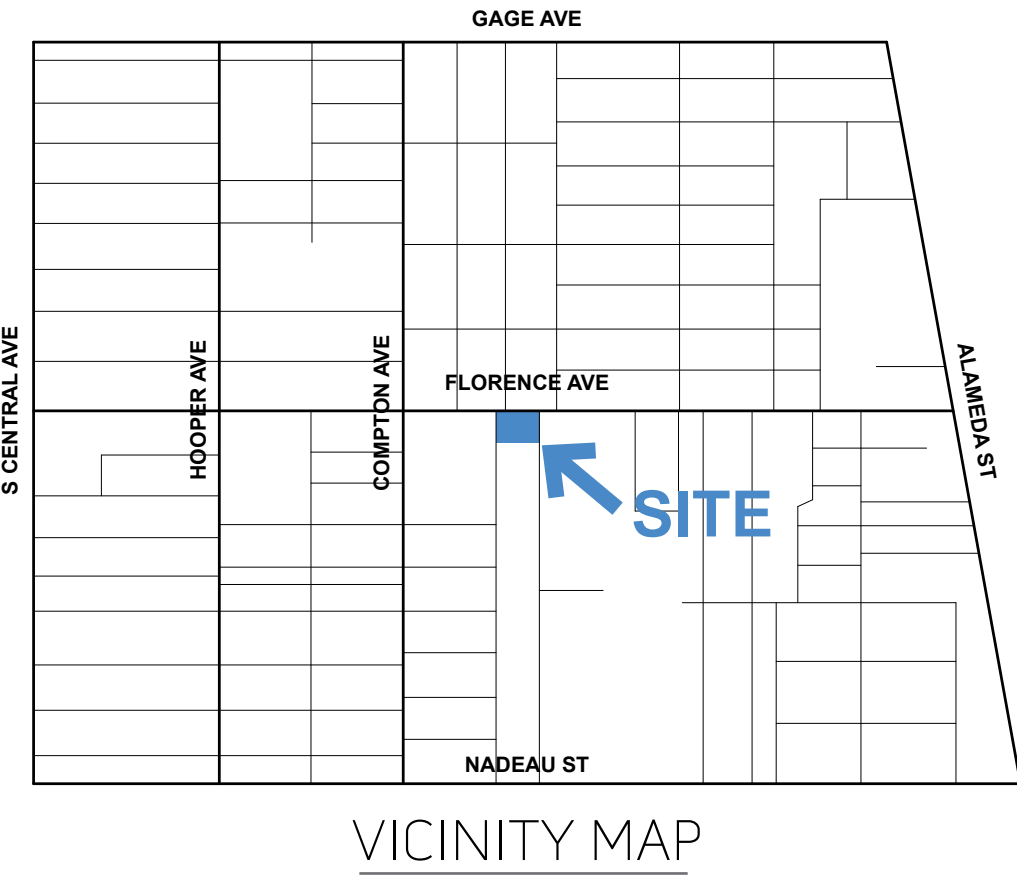 GAGE AVE
S CENTRAL AVE
HOOPER AVE
COMPTON AVE
FLORENCE AVE
ALAMEDA ST
SITE
NADEAU ST
VICINITY MAP